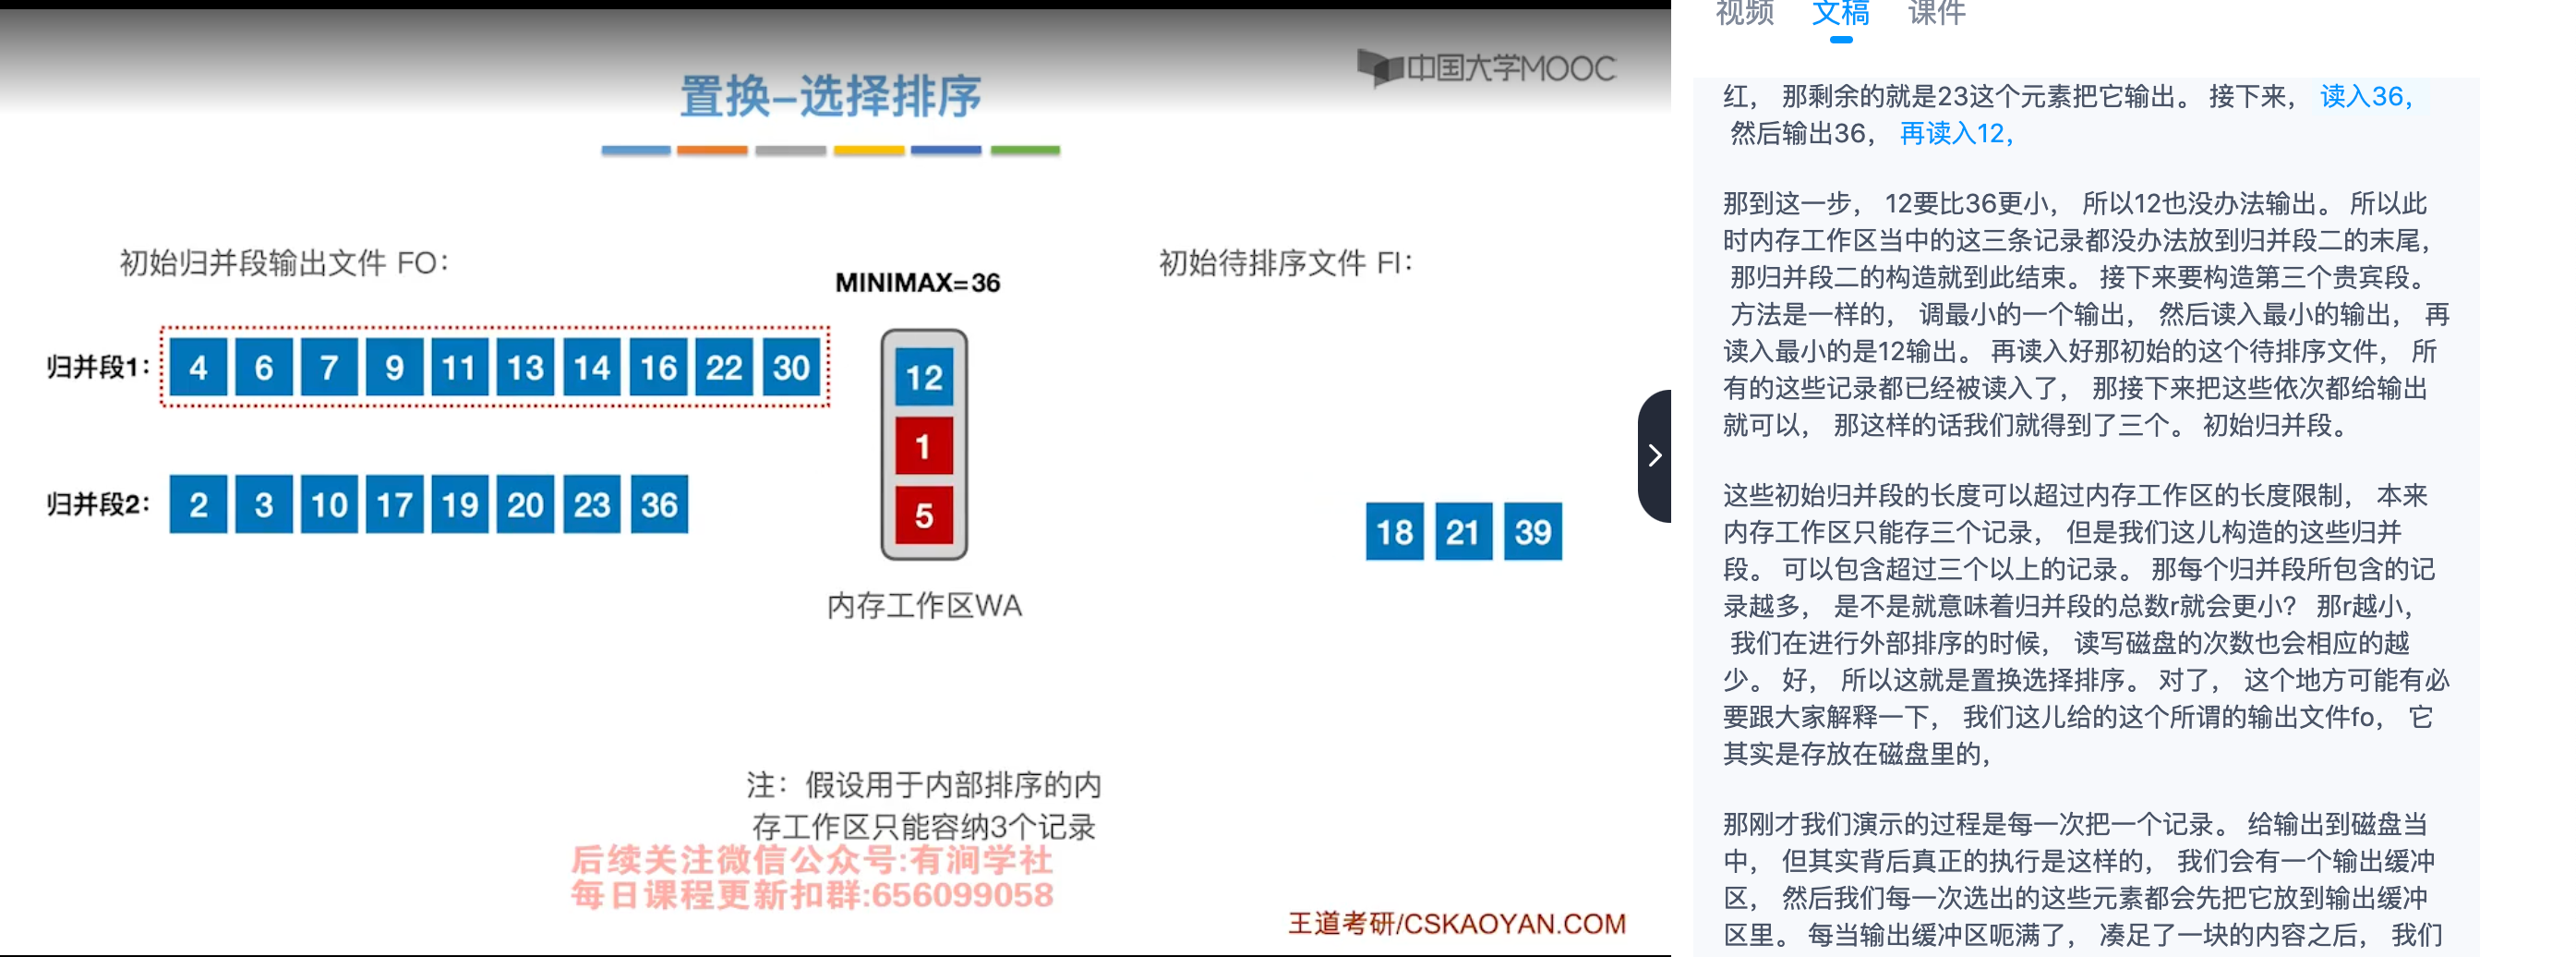 中国大学MOOC
置换–选择排序
初始归并段输出文件 FO：
MINIMAX=36
初始待排序文件 FI：
归并段1： 4 6 7 9 11 13 14 16 22 30
归并段2： 2 3 10 17 19 20 23 36
12
1
5
18 21 39
内存工作区WA
注：假设用于内部排序的内
存工作区只能容纳3个记录
后续关注微信公众号:有涧学社
每日课程更新扣群:656099058
王道考研/CSKAOYAN.COM
视频 文稿 课件
红， 那剩余的就是23这个元素把它输出。 接下来， 读入36，
然后输出36， 再读入12，
那到这一步， 12要比36更小， 所以12也没办法输出。 所以此
时内存工作区当中的这三条记录都没办法放到归并段二的末尾，
那归并段二的构造就到此结束。 接下来要构造第三个贵宾段。
方法是一样的， 调最小的一个输出， 然后读入最小的输出， 再
读入最小的是12输出。 再读入好那初始的这个待排序文件， 所
有的这些记录都已经被读入了， 那接下来把这些依次都给输出
就可以， 那这样的话我们就得到了三个。 初始归并段。
这些初始归并段的长度可以超过内存工作区的长度限制， 本来
内存工作区只能存三个记录， 但是我们这儿构造的这些归并
段。 可以包含超过三个以上的记录。 那每个归并段所包含的记
录越多， 是不是就意味着归并段的总数r就会更小？ 那r越小，
我们在进行外部排序的时候， 读写磁盘的次数也会相应的越
少。 好， 所以这就是置换选择排序。 对了， 这个地方可能有必
要跟大家解释一下， 我们这儿给的这个所谓的输出文件fo， 它
其实是存放在磁盘里的，
那刚才我们演示的过程是每一次把一个记录。 给输出到磁盘当
中， 但其实背后真正的执行是这样的， 我们会有一个输出缓冲
区， 然后我们每一次选出的这些元素都会先把它放到输出缓冲
区里。 每当输出缓冲区呃满了， 凑足了一块的内容之后， 我们